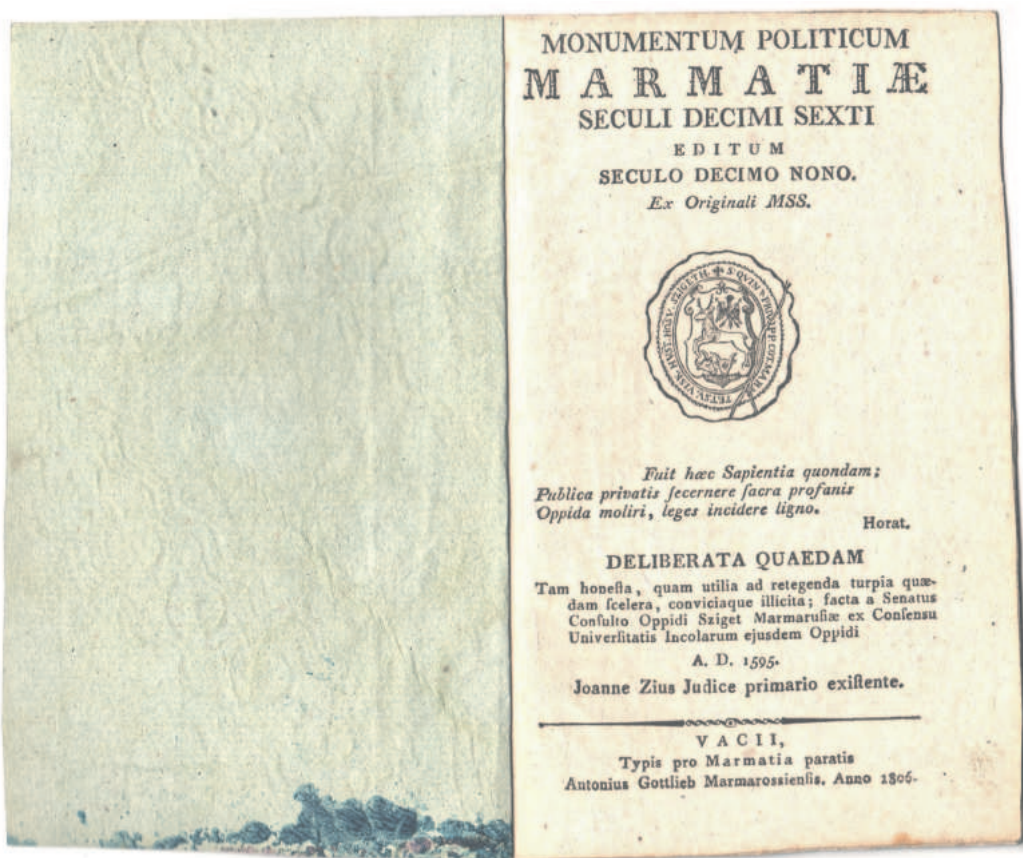 MONUMENTUM POLITICUM
MARMATIÆ
SECULI DECIMI SEXTI
EDITUM
SECULO DECIMO NONO.
Ex Originali MSS.
Fuit hæc Sapientia quondam;
Publica privatis ſecernere ſacra profanis
Oppida moliri, leges incidere ligno.
Horat.
DELIBERATA QUAEDAM
Tam honeſta, quam utilia ad retegenda turpia quæ-
dam ſcelera, conviciaque illicita; facta a Senatus
Conſulto Oppidi Sziget Marmaruſiæ ex Conſensu
Univerſitatis Incolarum ejusdem Oppidi
A. D. 1595.
Joanne Zius Judice primario exiſtente.
VACII,
Typis pro Marmatia paratis
Antonius Gottlieb Marmarossienſis. Anno 1806.